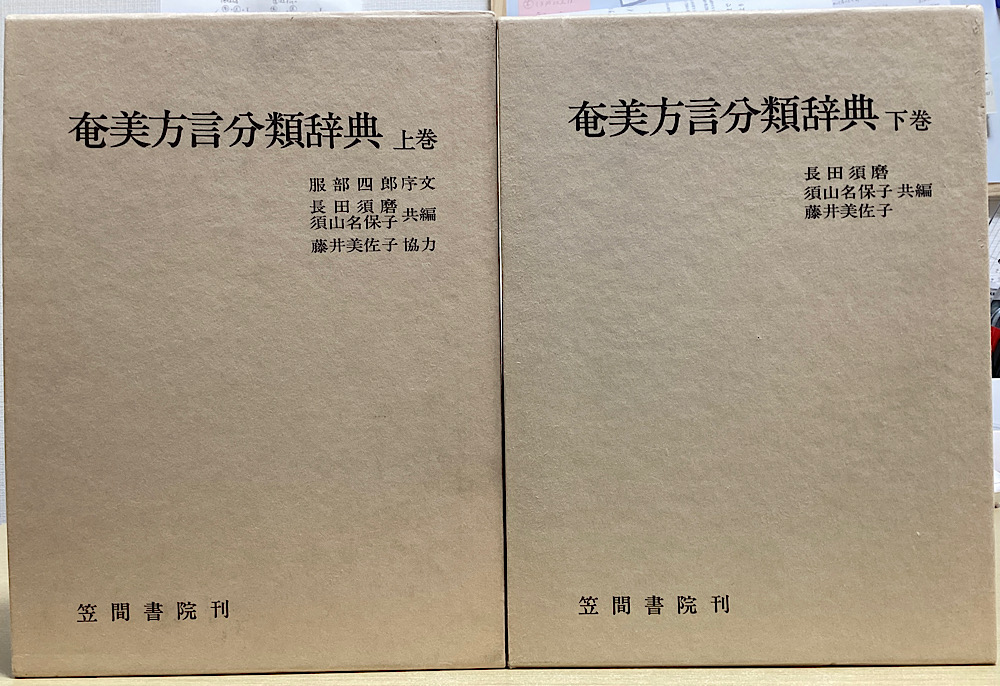 奄美方言分類辞典 上巻
服部四郎序文
長田須磨
須山名保子 共編
藤井美佐子 協力
笠間書院刊
奄美方言分類辞典 下巻
長田須磨
須山名保子 共編
藤井美佐子
笠間書院刊